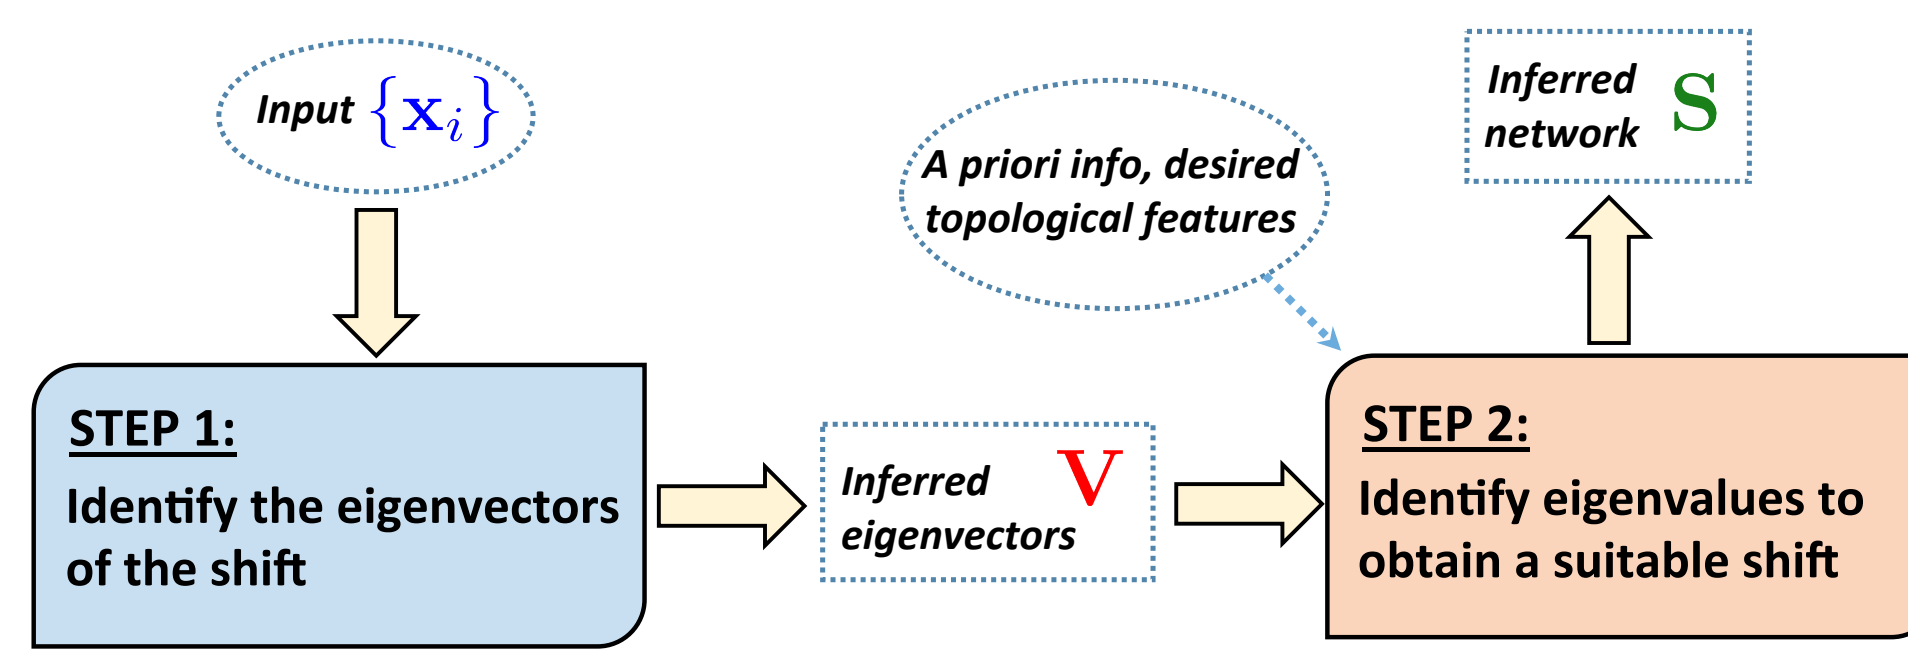 Input {x_i}
A priori info, desired
topological features
Inferred
network S
STEP 1:
Identify the eigenvectors
of the shift
Inferred V
eigenvectors
STEP 2:
Identify eigenvalues to
obtain a suitable shift